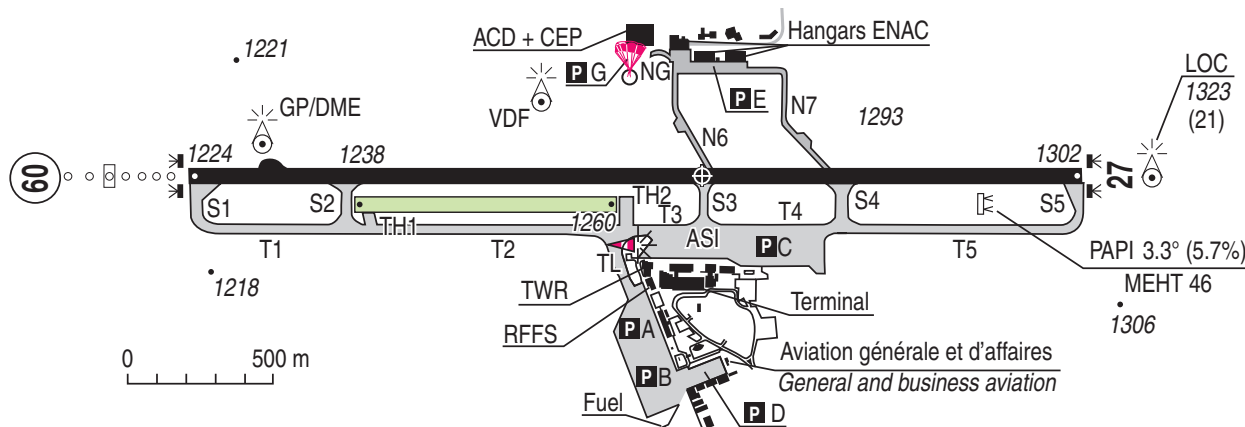 1221
ACD + CEP
Hangars ENAC
P G
NG
P E
N7
VDF
GP/DME
LOC
1323
(21)
1293
N6
1224
1238
1302
09
27
S1
S2
TH1
TH2
1260
T3
S3
T4
S4
S5
T1
T2
ASI
P C
T5
PAPI 3.3° (5.7%)
MEHT 46
1218
TL
TWR
RFFS
Terminal
1306
P A
P B
Aviation générale et d'affaires
General and business aviation
0 500 m
Fuel
P D